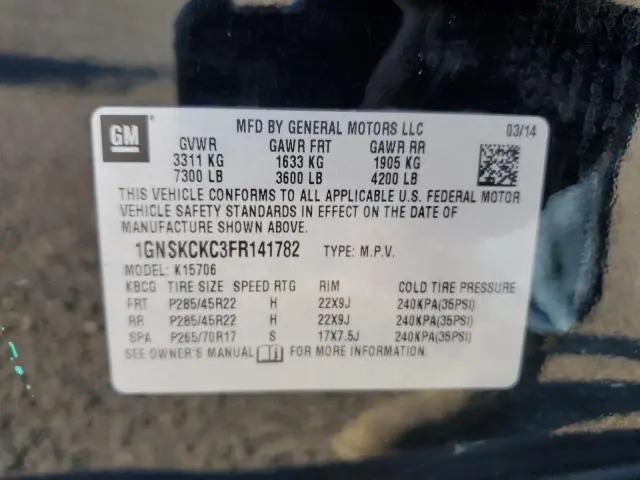 GM
MFD BY GENERAL MOTORS LLC 03/14
GVWR GAWR FRT GAWR RR
3311 KG 1633 KG 1905 KG
7300 LB 3600 LB 4200 LB
THIS VEHICLE CONFORMS TO ALL APPLICABLE U.S. FEDERAL MOTOR
VEHICLE SAFETY STANDARDS IN EFFECT ON THE DATE OF
MANUFACTURE SHOWN ABOVE.
1GNSKCKC3FR141782 TYPE: M.P.V.
MODEL: K15706
KBCG TIRE SIZE SPEED RTG RIM COLD TIRE PRESSURE
FRT P285/45R22 H 22X9J 240KPA(35PSI)
RR P285/45R22 H 22X9J 240KPA(35PSI)
SPA P265/70R17 S 17X7.5J 240KPA(35PSI)
SEE OWNER'S MANUAL FOR MORE INFORMATION.